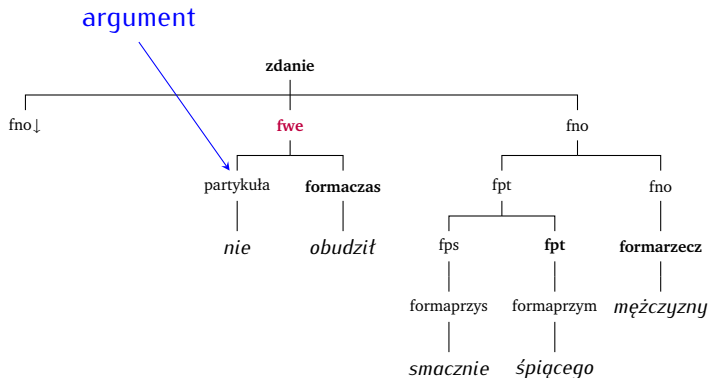 argument
zdanie
fno↓ fwe fno
partykuła formaczas fpt fno
nie obudził fps fpt formarzecz
formaprzys formaprzym mężczyzny
smacznie śpiącego